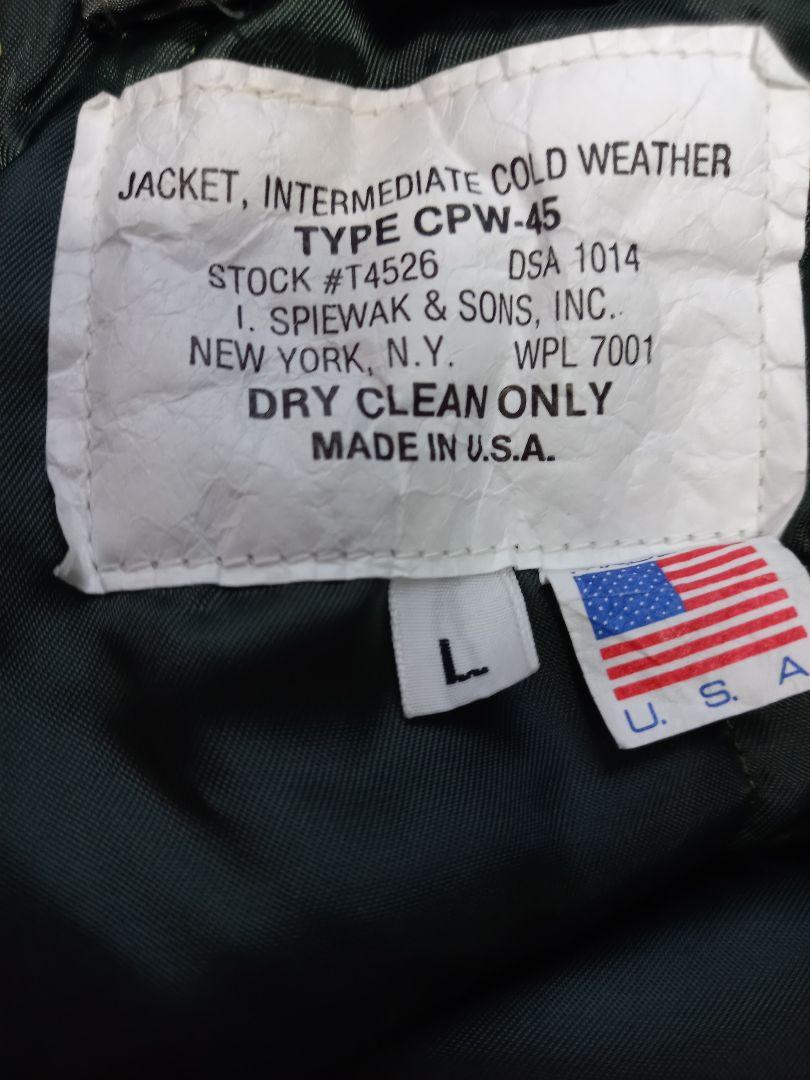 JACKET, INTERMEDIATE COLD WEATHER
TYPE CPW-45
STOCK #T4526 DSA 1014
I. SPIEWAK & SONS, INC.
NEW YORK, N.Y. WPL 7001
DRY CLEAN ONLY
MADE IN U.S.A.
L
U. S. A